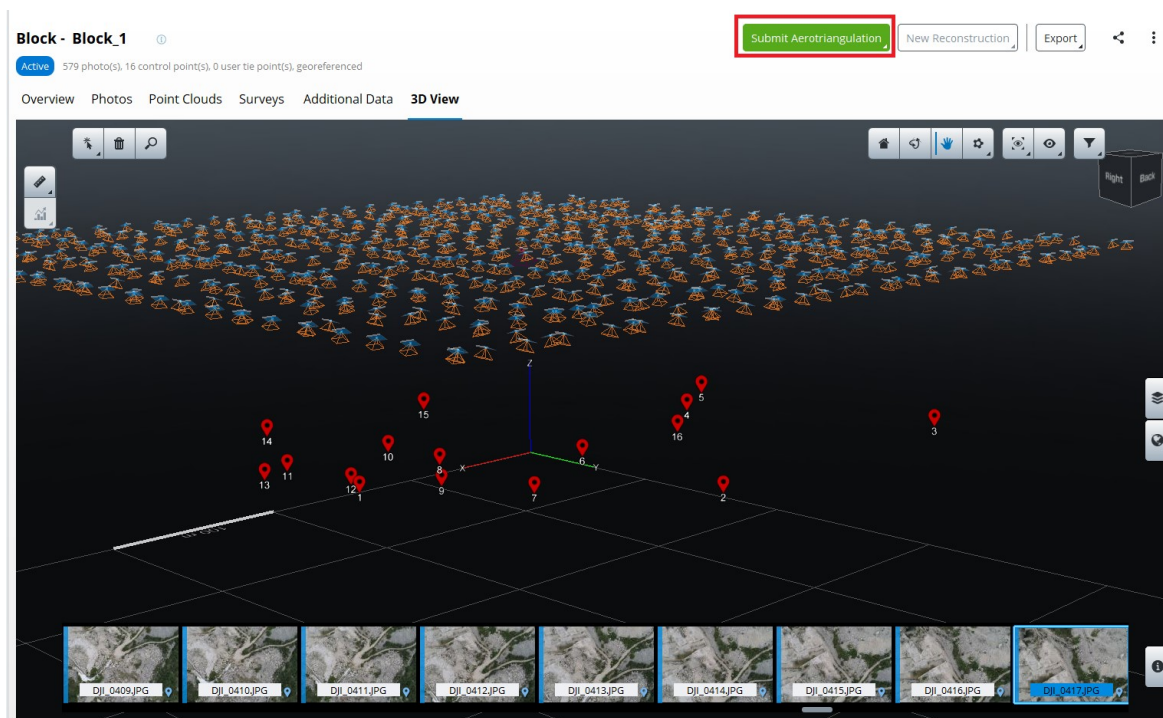 Block - Block_1
Submit Aerotriangulation
New Reconstruction
Export
Active
579 photo(s), 16 control point(s), 0 user tie point(s), georeferenced
Overview
Photos
Point Clouds
Surveys
Additional Data
3D View
Right
Back
Z
5
15
4
3
14
16
10
6
8
X
Y
11
13
12
1
9
7
2
DJI_0409.JPG
DJI_0410.JPG
DJI_0411.JPG
DJI_0412.JPG
DJI_0413.JPG
DJI_0414.JPG
DJI_0415.JPG
DJI_0416.JPG
DJI_0417.JPG